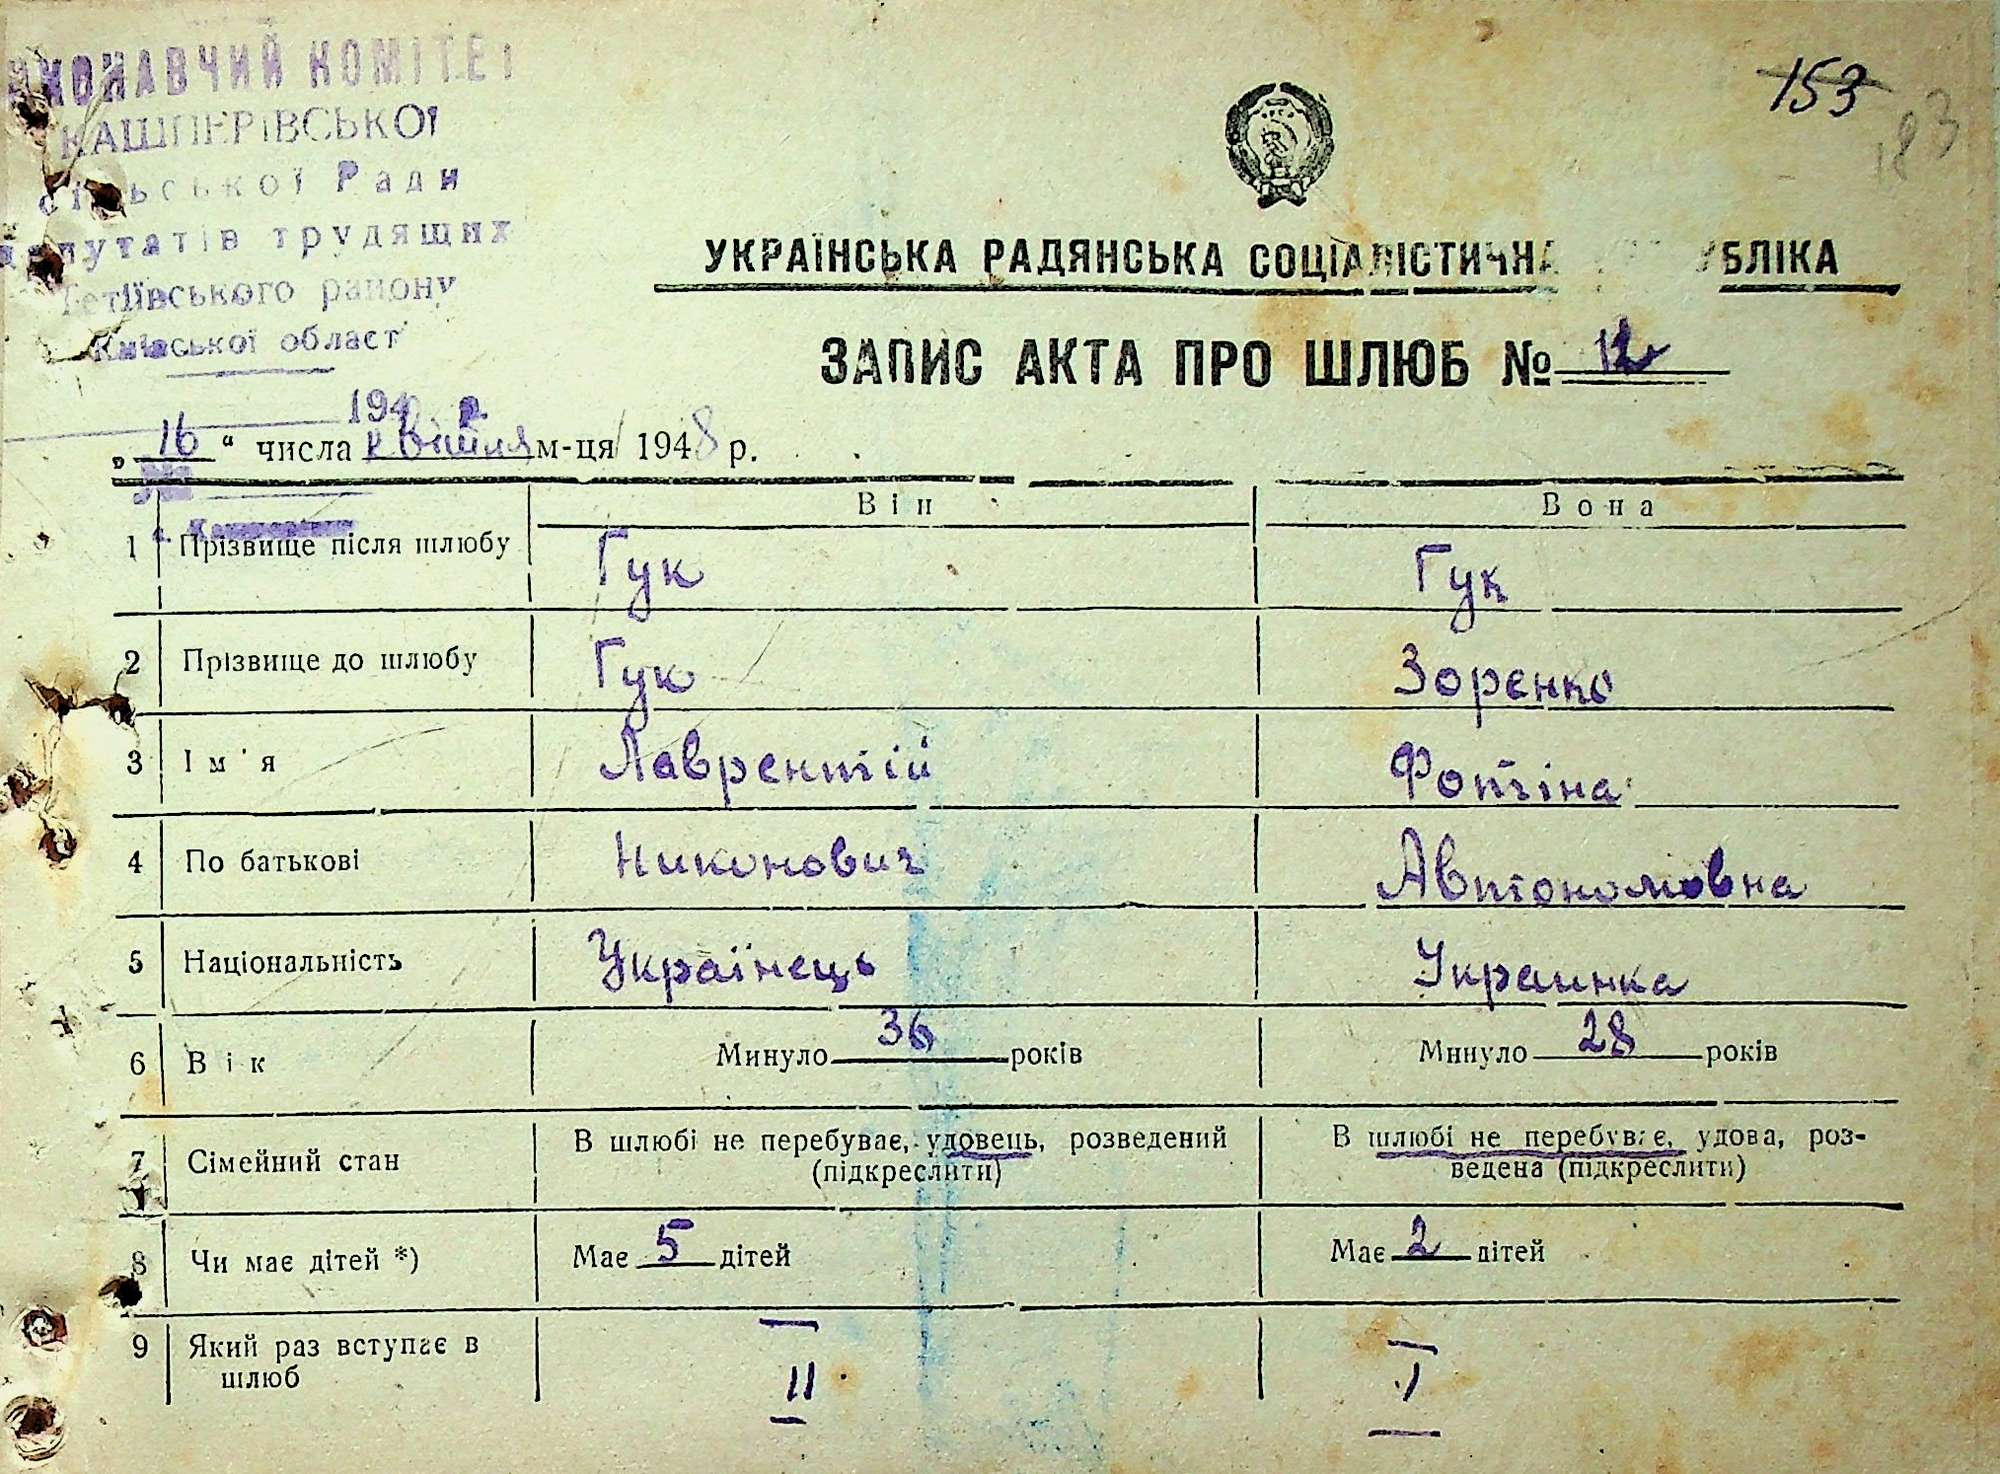 ВИКОНАВЧИЙ КОМІТЕТ
КАШПЕРІВСЬКОЇ
сільської Ради
депутатів трудящих
Тетіївського району
Київської област
194 р.
153
183
УКРАЇНСЬКА РАДЯНСЬКА СОЦІАЛІСТИЧНА РЕСПУБЛІКА
ЗАПИС АКТА ПРО ШЛЮБ № 12
„ 16 “ числа квітня м-ця 1948 р.
Він Вона
1 Прізвище після шлюбу Гук Гук
2 Прізвище до шлюбу Гук Зоренко
3 Ім'я Лаврентій Фотіна
4 По батькові Никонович Автономовна
5 Національність Українець Украинка
6 Вік Минуло 36 років Минуло 28 років
7 Сімейний стан В шлюбі не перебуває, удовець, розведений (підкреслити) В шлюбі не перебуває, удова, роз-
ведена (підкреслити)
8 Чи має дітей *) Має 5 дітей Має 2 дітей
9 Який раз вступає в
шлюб II I